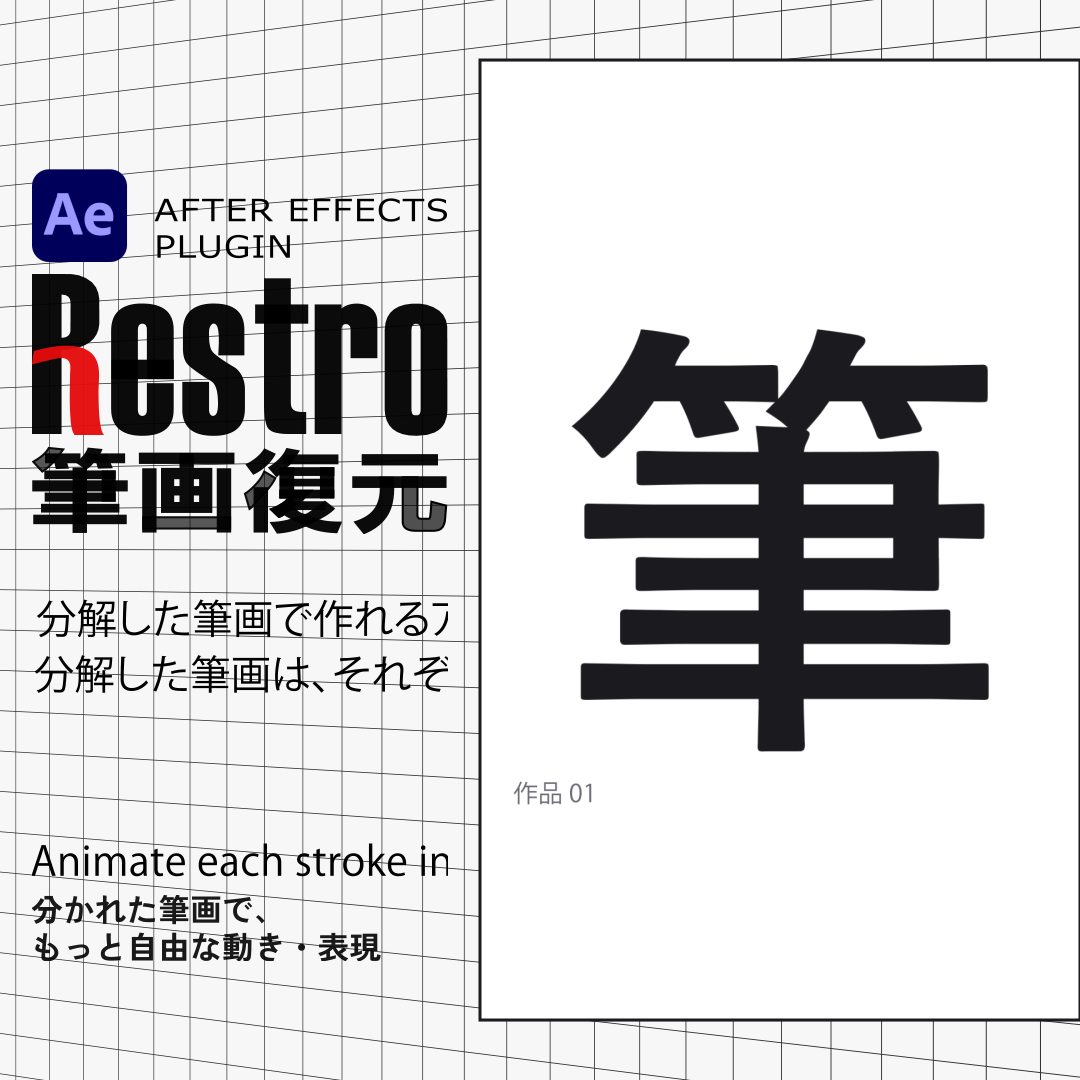 Ae
AFTER EFFECTS
PLUGIN
Restro
筆画復元
分解した筆画で作れる
分解した筆画は、それぞ
Animate each stroke in
分かれた筆画で、
もっと自由な動き・表現
筆
作品 01